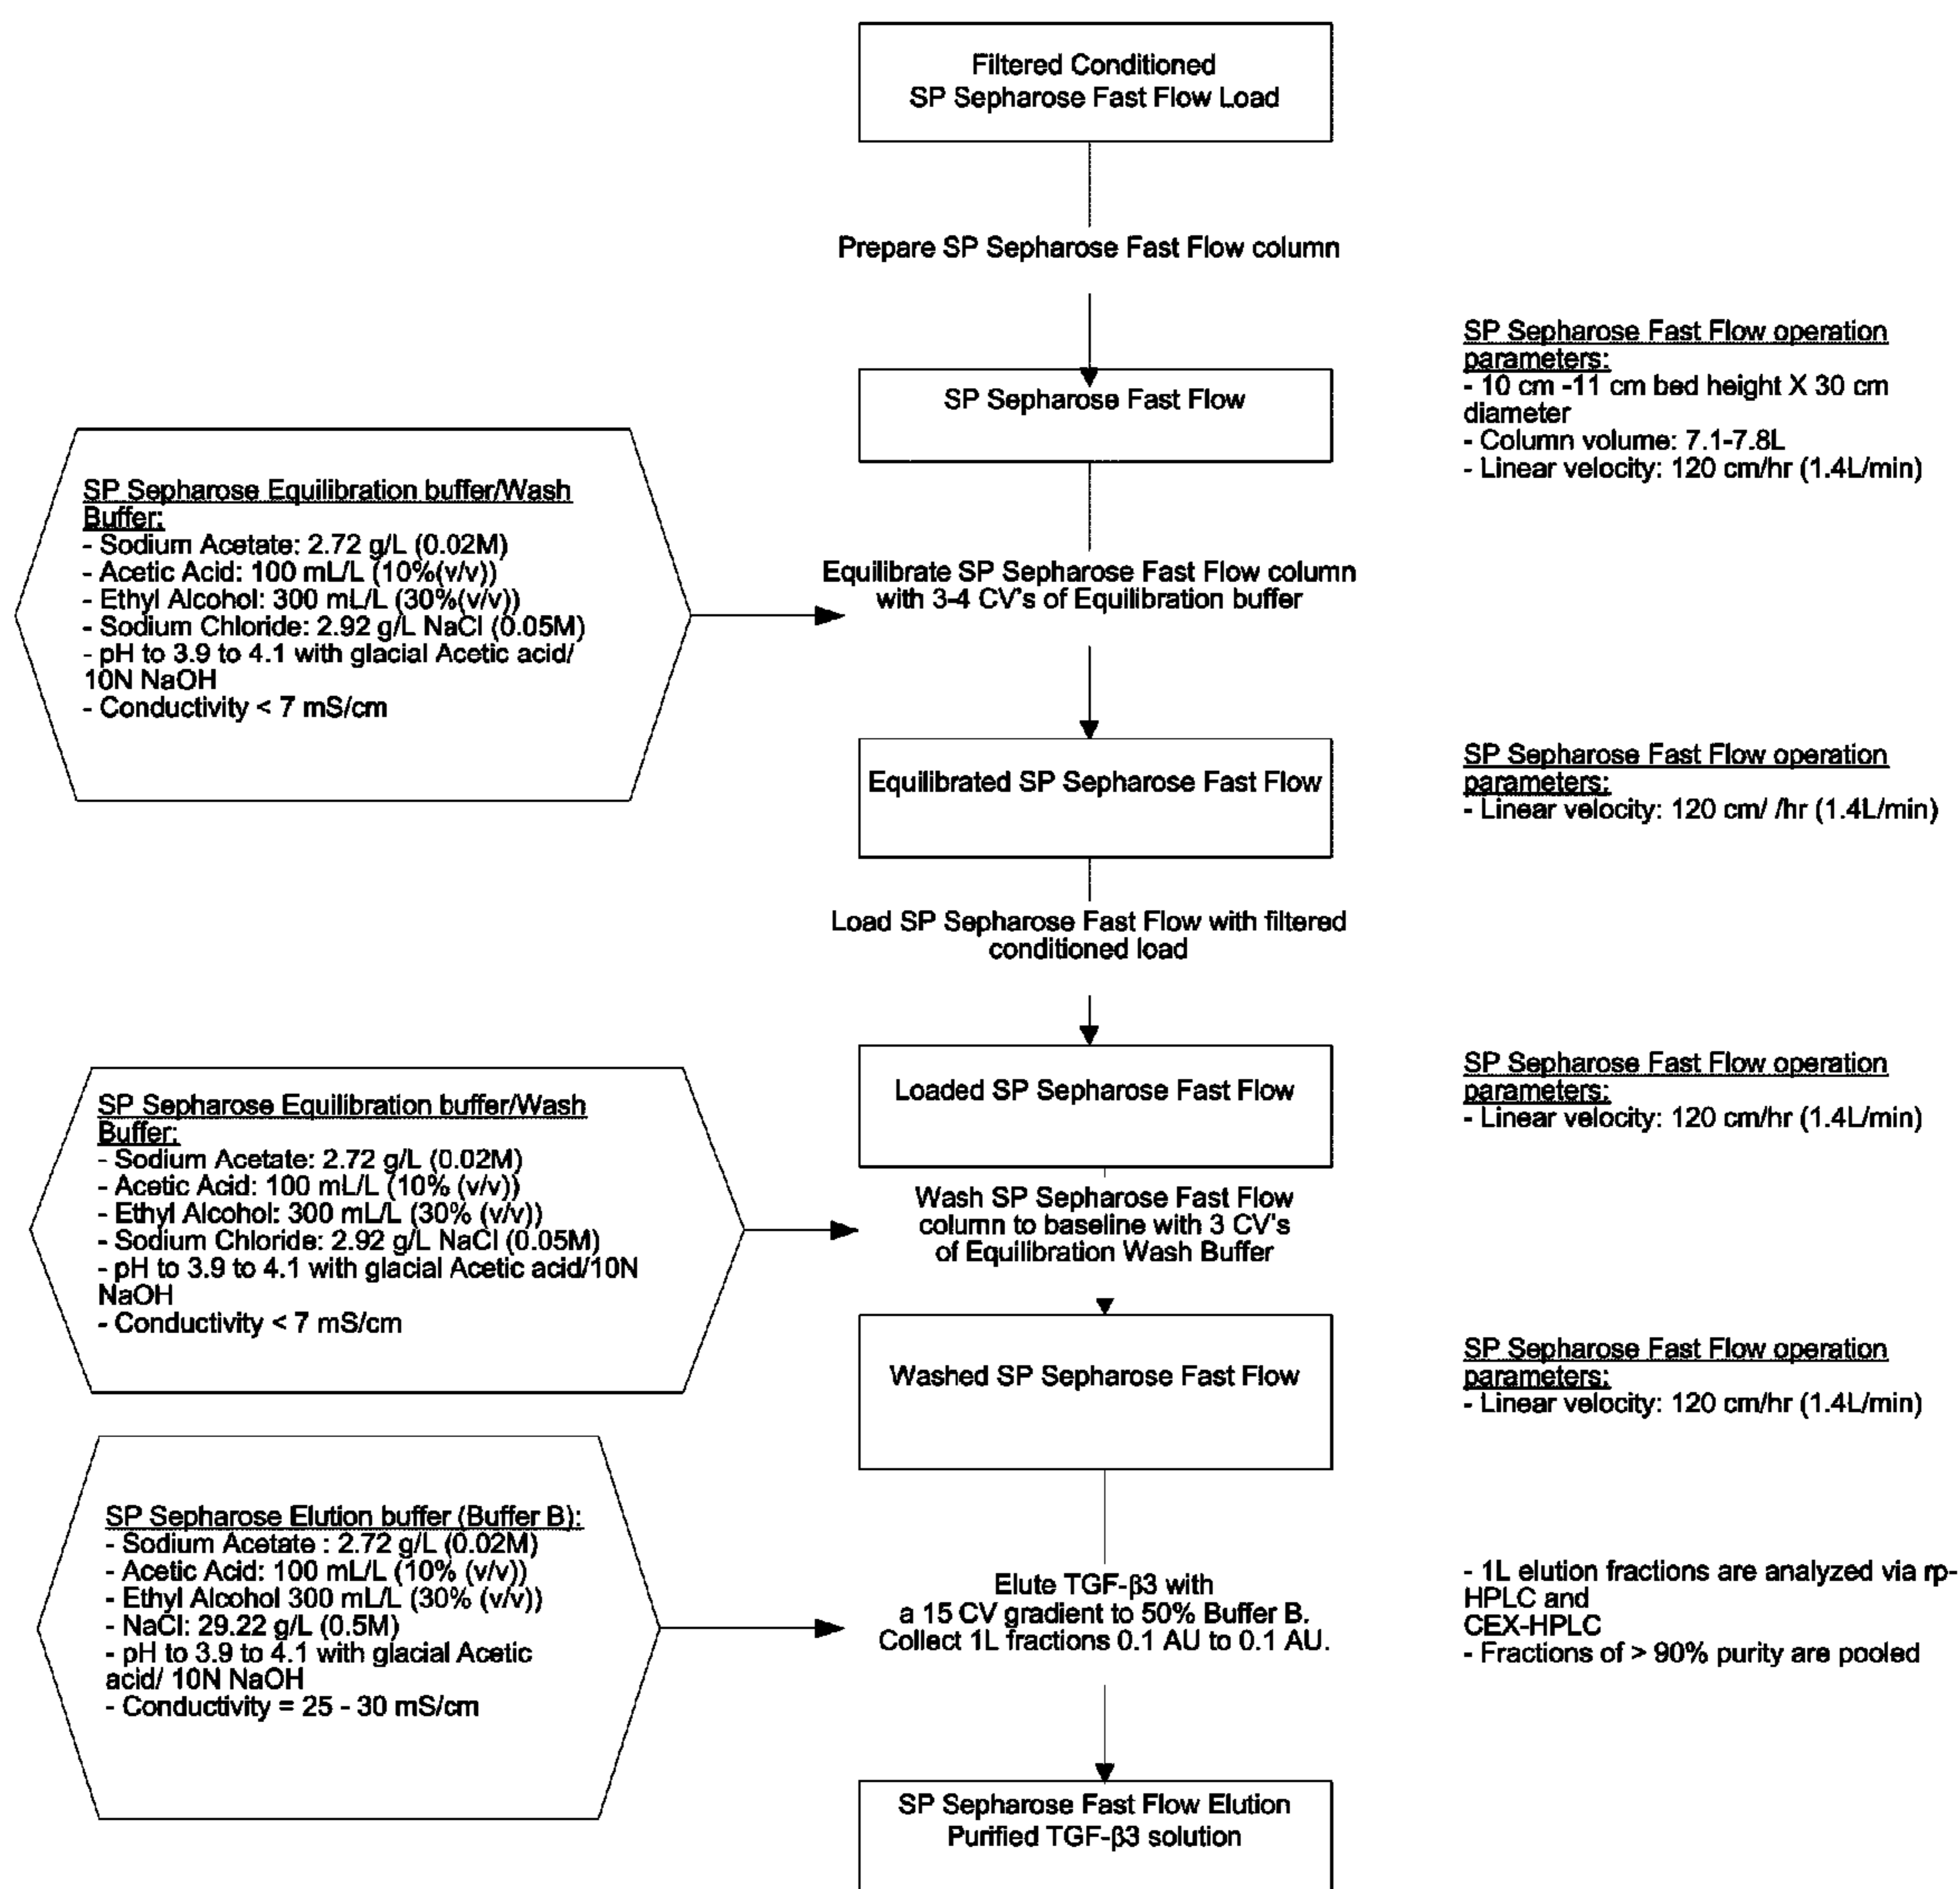 Filtered Conditioned
SP Sepharose Fast Flow Load
Prepare SP Sepharose Fast Flow column
SP Sepharose Fast Flow
SP Sepharose Fast Flow operation
parameters:
- 10 cm -11 cm bed height X 30 cm
diameter
- Column volume: 7.1-7.8L
- Linear velocity: 120 cm/hr (1.4L/min)
SP Sepharose Equilibration buffer/Wash
Buffer:
- Sodium Acetate: 2.72 g/L (0.02M)
- Acetic Acid: 100 mL/L (10%(v/v))
- Ethyl Alcohol: 300 mL/L (30%(v/v))
- Sodium Chloride: 2.92 g/L NaCl (0.05M)
- pH to 3.9 to 4.1 with glacial Acetic acid/
10N NaOH
- Conductivity < 7 mS/cm
Equilibrate SP Sepharose Fast Flow column
with 3-4 CV's of Equilibration buffer
Equilibrated SP Sepharose Fast Flow
SP Sepharose Fast Flow operation
parameters:
- Linear velocity: 120 cm/ /hr (1.4L/min)
Load SP Sepharose Fast Flow with filtered
conditioned load
Loaded SP Sepharose Fast Flow
SP Sepharose Fast Flow operation
parameters:
- Linear velocity: 120 cm/hr (1.4L/min)
SP Sepharose Equilibration buffer/Wash
Buffer:
- Sodium Acetate: 2.72 g/L (0.02M)
- Acetic Acid: 100 mL/L (10% (v/v))
- Ethyl Alcohol: 300 mL/L (30% (v/v))
- Sodium Chloride: 2.92 g/L NaCl (0.05M)
- pH to 3.9 to 4.1 with glacial Acetic acid/10N
NaOH
- Conductivity < 7 mS/cm
Wash SP Sepharose Fast Flow
column to baseline with 3 CV's
of Equilibration Wash Buffer
Washed SP Sepharose Fast Flow
SP Sepharose Fast Flow operation
parameters:
- Linear velocity: 120 cm/hr (1.4L/min)
SP Sepharose Elution buffer (Buffer B):
- Sodium Acetate : 2.72 g/L (0.02M)
- Acetic Acid: 100 mL/L (10% (v/v))
- Ethyl Alcohol 300 mL/L (30% (v/v))
- NaCl: 29.22 g/L (0.5M)
- pH to 3.9 to 4.1 with glacial Acetic
acid/ 10N NaOH
- Conductivity = 25 - 30 mS/cm
Elute TGF-β3 with
a 15 CV gradient to 50% Buffer B.
Collect 1L fractions 0.1 AU to 0.1 AU.
- 1L elution fractions are analyzed via rp-
HPLC and
CEX-HPLC
- Fractions of > 90% purity are pooled
SP Sepharose Fast Flow Elution
Purified TGF-β3 solution